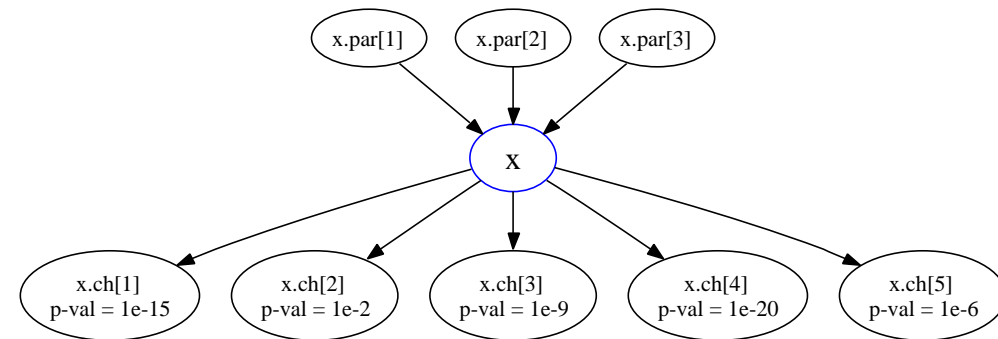 x.par[1]
x.par[2]
x.par[3]
x
x.ch[1]
p-val = 1e-15
x.ch[2]
p-val = 1e-2
x.ch[3]
p-val = 1e-9
x.ch[4]
p-val = 1e-20
x.ch[5]
p-val = 1e-6